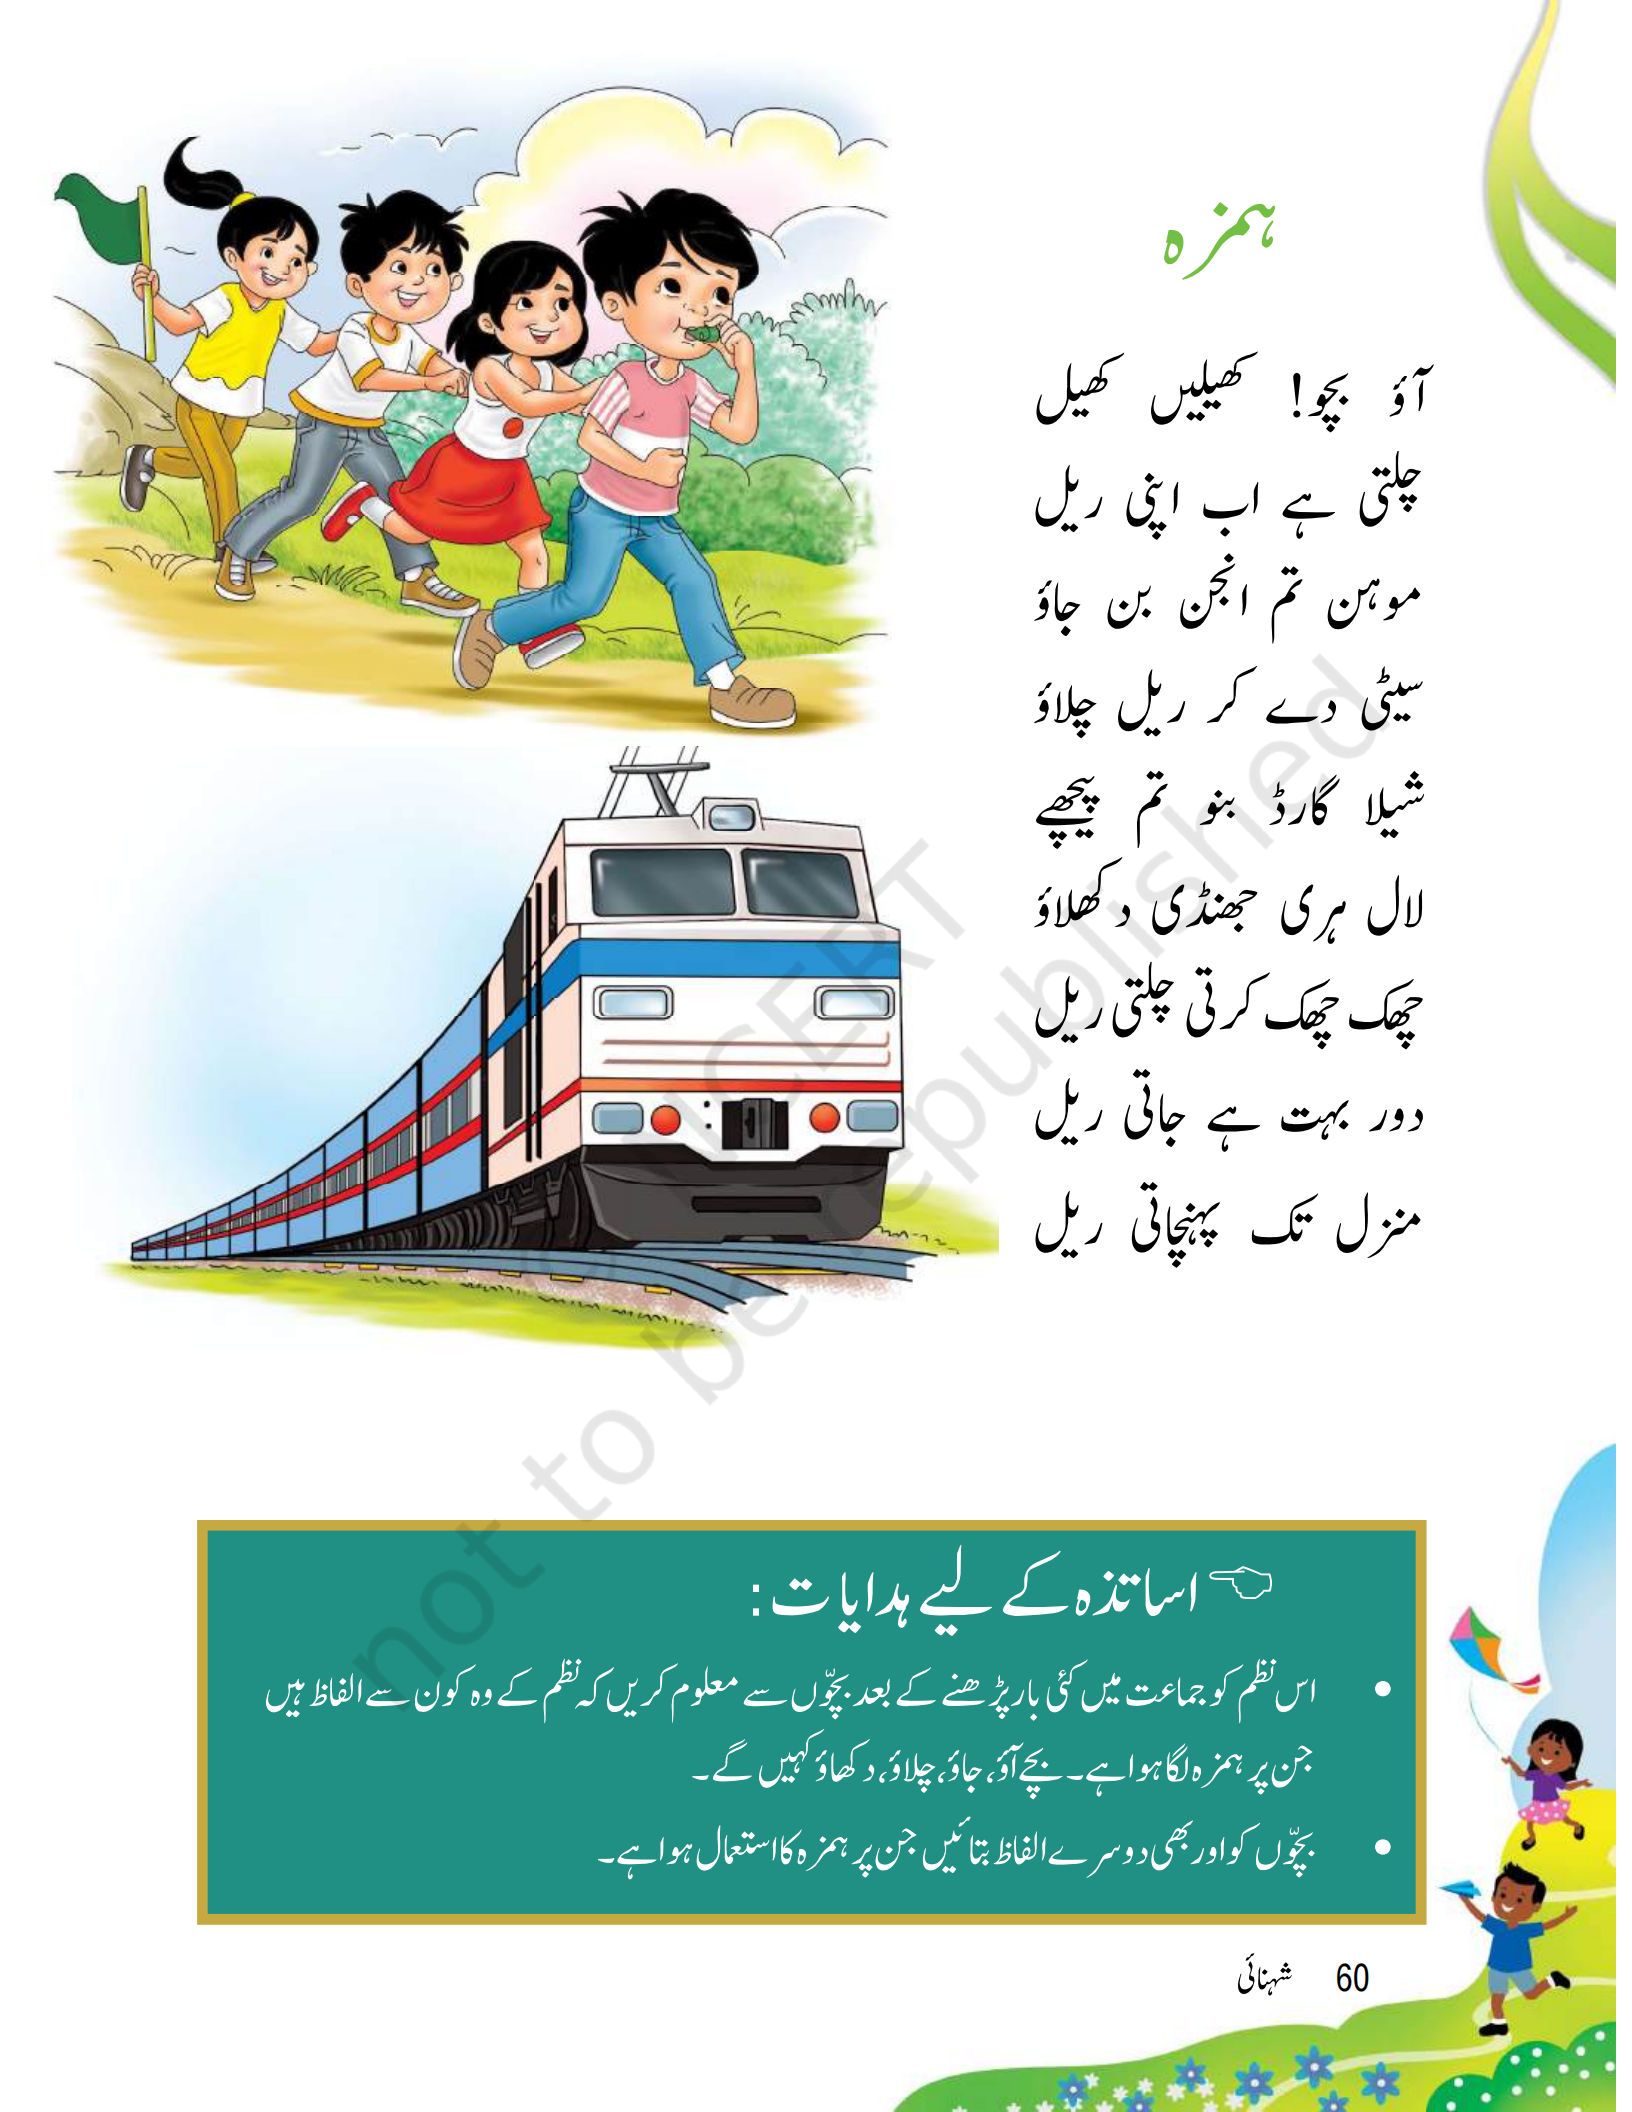 ہمزہ
آؤ بچو! کھیلیں کھیل
چلتی ہے اب اپنی ریل
موہن تم انجن بن جاؤ
سیٹی دے کر ریل چلاؤ
شیلا گارڈ بنو تم پیچھے
لال ہری جھنڈی دکھلاؤ
چھک چھک کرتی چلتی ریل
دور بہت ہے جاتی ریل
منزل تک پہنچاتی ریل
اساتذہ کے لیے ہدایات:
• اس نظم کو جماعت میں کئی بار پڑھنے کے بعد بچّوں سے معلوم کریں کہ نظم کے وہ کون سے الفاظ ہیں
جن پر ہمزہ لگا ہوا ہے۔ بچے آؤ، جاؤ، چلاؤ، دکھاؤ کہیں گے۔
• بچّوں کو اور بھی دوسرے الفاظ بتائیں جن پر ہمزہ کا استعمال ہوا ہے۔
60 شہنائی
© NCERT
not to be republished